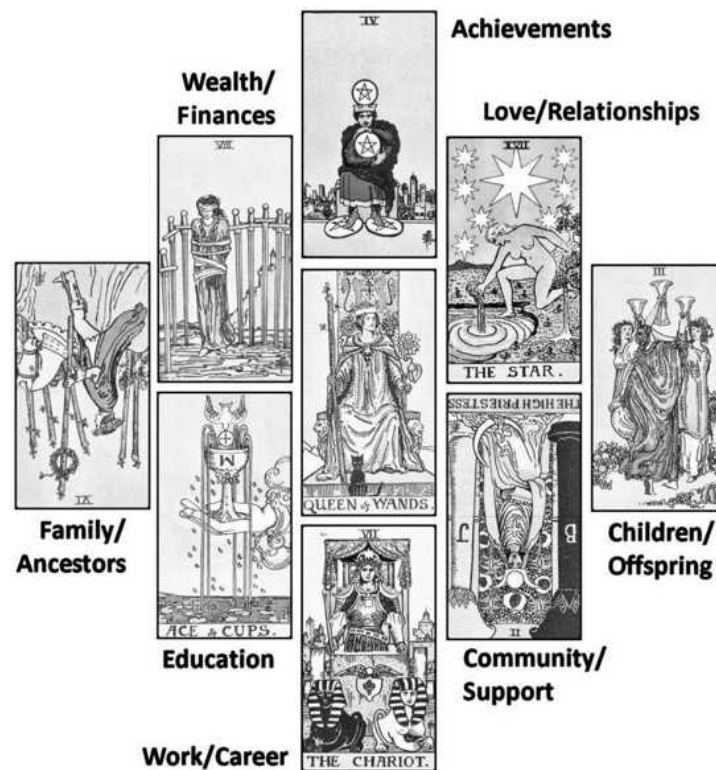 IV
Achievements
Wealth/
Finances
Love/Relationships
VIII
XVII
III
THE STAR.
THE HIGH PRIESTESS
QUEEN of WANDS.
VI
Family/
Ancestors
M
J
B
Children/
Offspring
VII
II
ACE of CUPS.
Education
Community/
Support
Work/Career
THE CHARIOT.